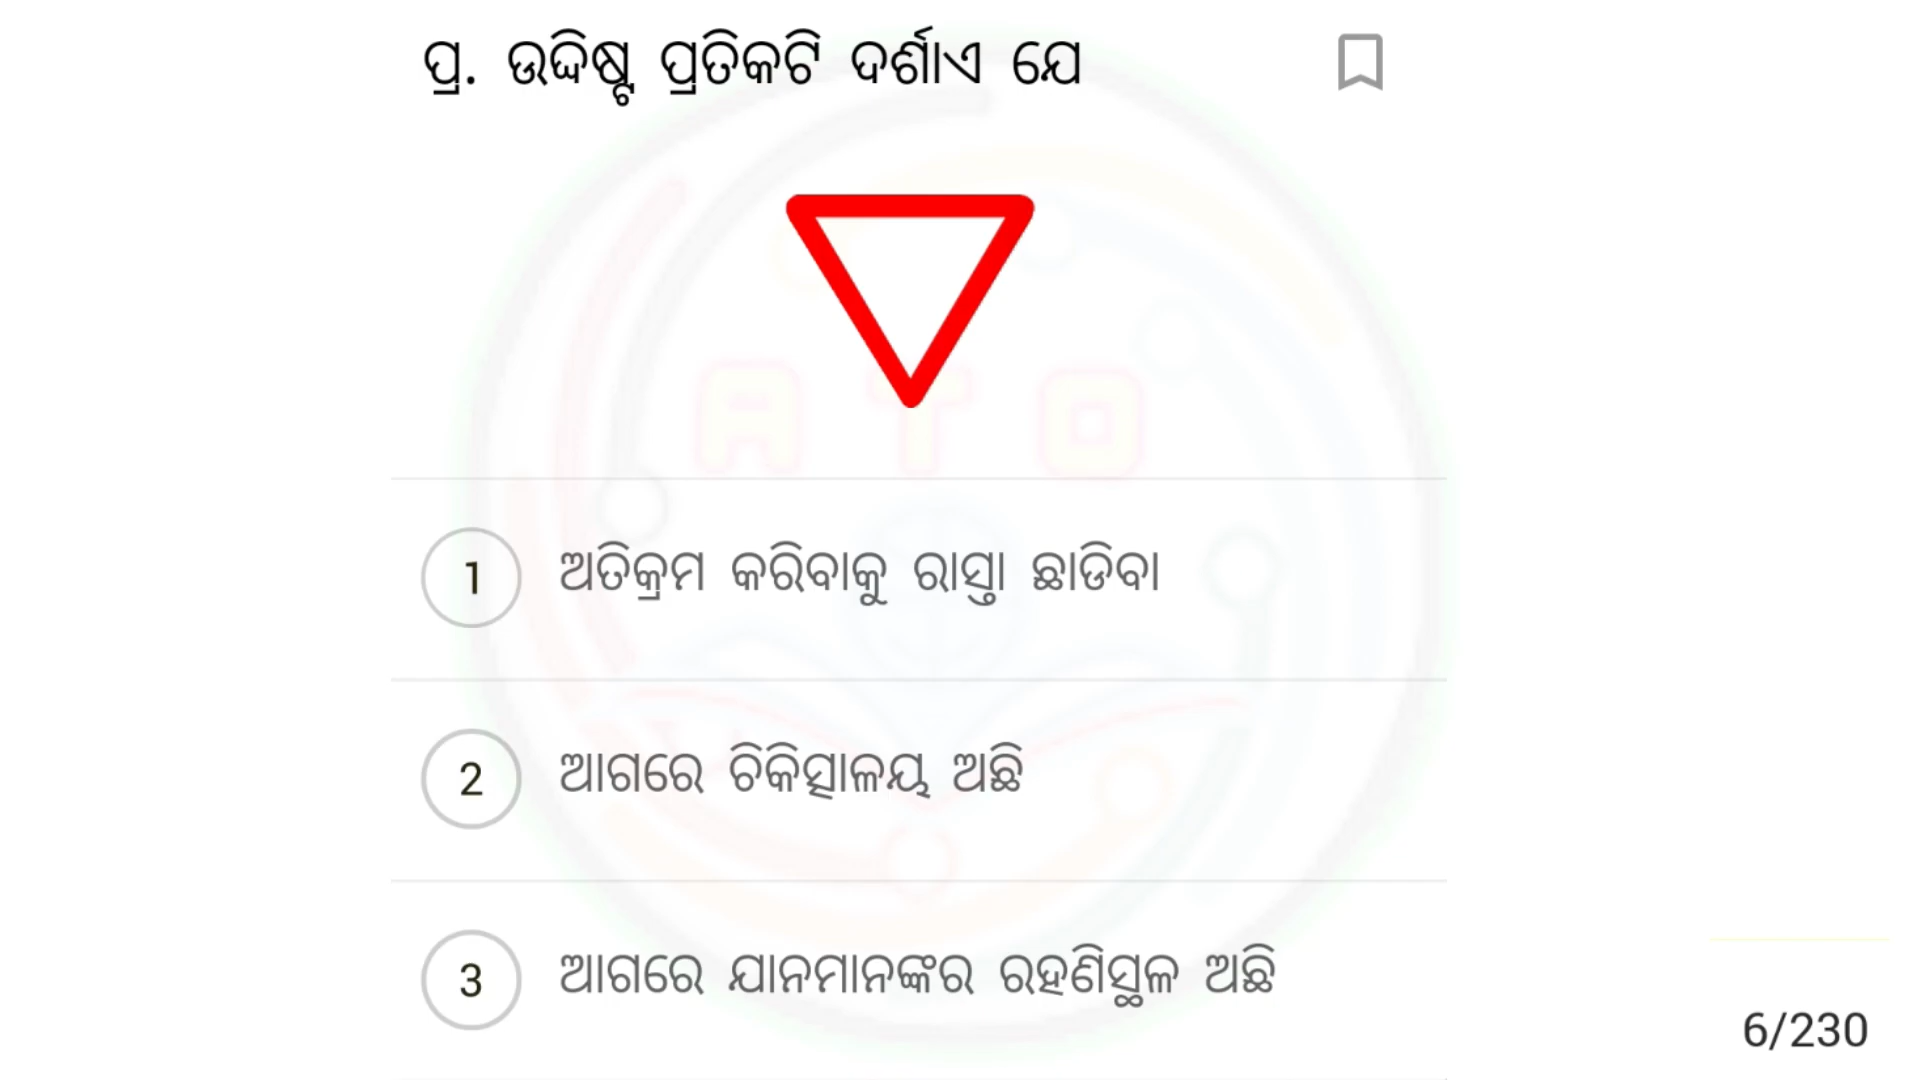 ପ୍ର. ଉଦ୍ଦିଷ୍ଟ ପ୍ରତିକଟି ଦର୍ଶାଏ ଯେ
A T O
1 ଅତିକ୍ରମ କରିବାକୁ ରାସ୍ତା ଛାଡିବା
2 ଆଗରେ ଚିକିତ୍ସାଳୟ ଅଛି
3 ଆଗରେ ଯାନମାନଙ୍କର ରହଣିସ୍ଥଳ ଅଛି
6/230